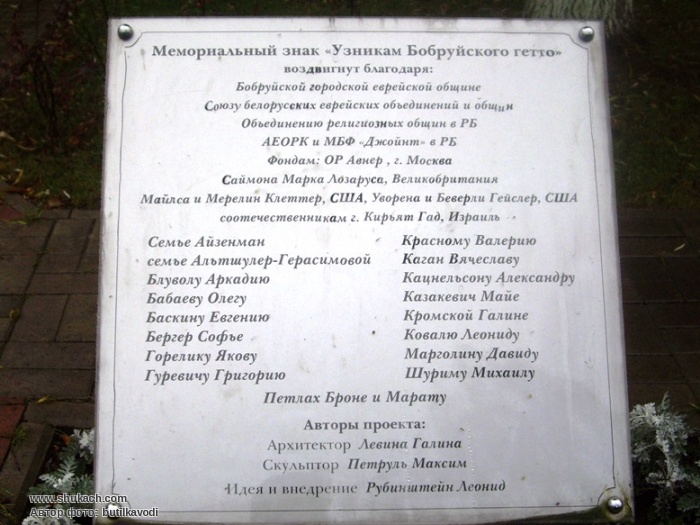 Мемориальный знак «Узникам Бобруйского гетто»
воздвигнут благодаря:
Бобруйской городской еврейской общине
Союзу белорусских еврейских объединений и общин
Объединению религиозных общин в РБ
АЕОРК и МБФ «Джойнт» в РБ
Фондам: ОР Авнер , г. Москва
Саймона Марка Лозаруса, Великобритания
Майлса и Мерелин Клеттер, США, Уворена и Беверли Гейслер, США
соотечественникам г. Кирьят Гад, Израиль
Семье Айзенман
семье Альтшулер-Герасимовой
Блуволу Аркадию
Бабаеву Олегу
Баскину Евгению
Бергер Софье
Горелику Якову
Гуревичу Григорию
Красному Валерию
Каган Вячеславу
Кацнельсону Александру
Казакевич Майе
Кромской Галине
Ковалю Леониду
Марголину Давиду
Шуриму Михаилу
Петлах Броне и Марату
Авторы проекта:
Архитектор Левина Галина
Скульптор Петруль Максим
Идея и внедрение Рубинштейн Леонид
www.shukach.com
Автор фото: butilkavodi